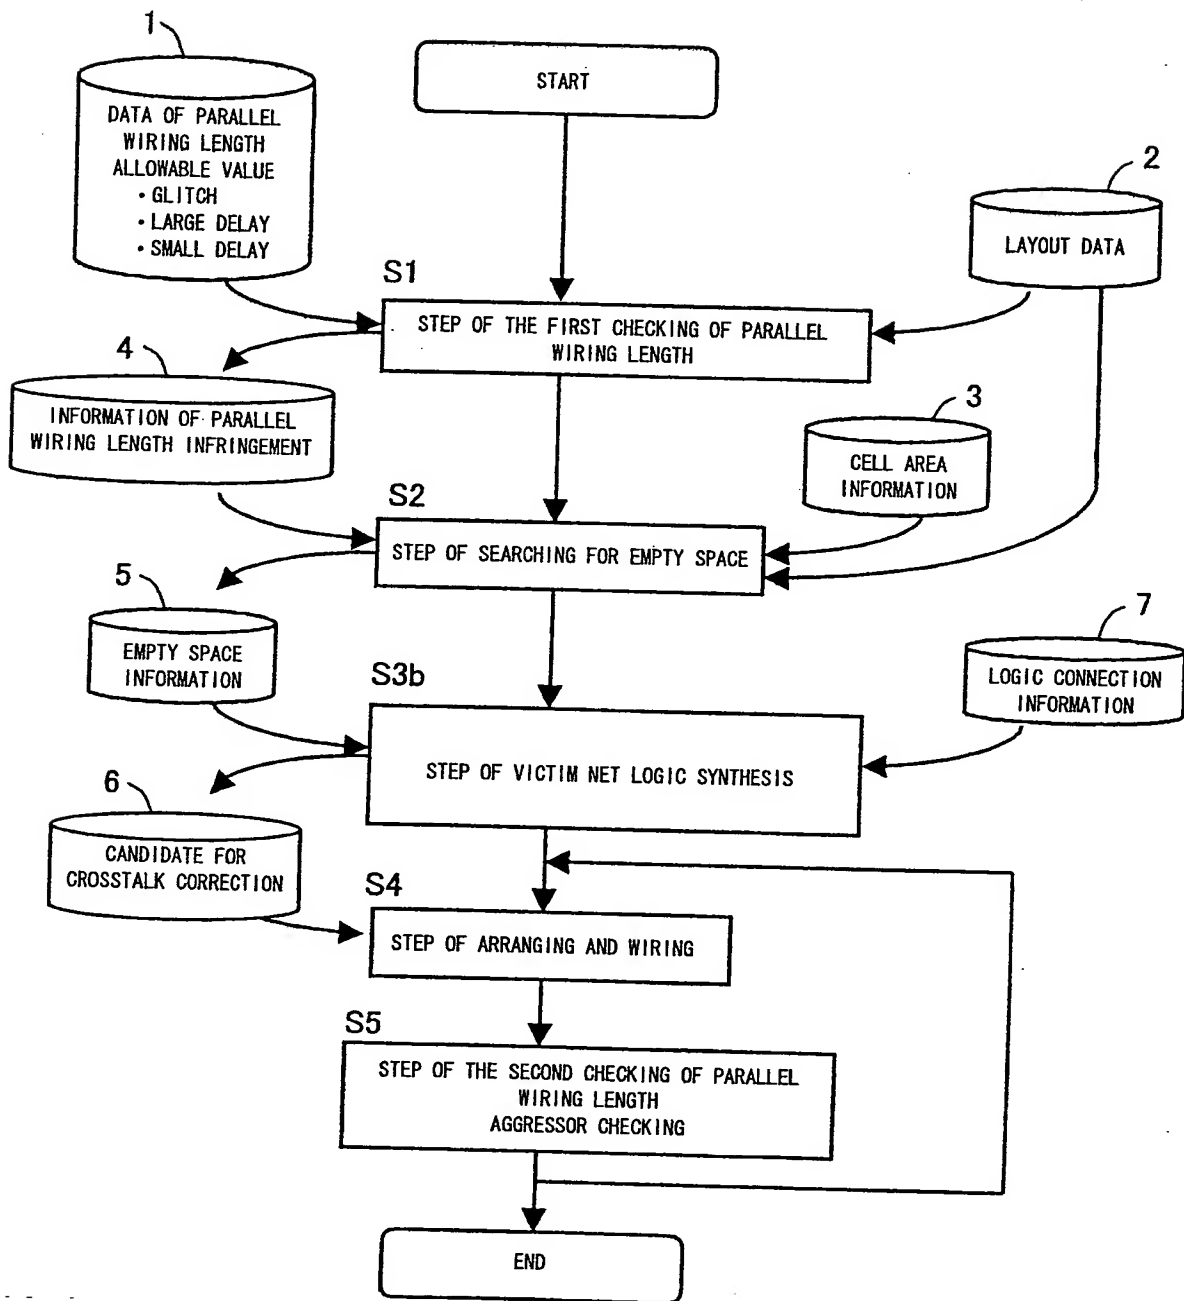 1
START
DATA OF PARALLEL
WIRING LENGTH
ALLOWABLE VALUE
・GLITCH
・LARGE DELAY
・SMALL DELAY
2
LAYOUT DATA
S1
STEP OF THE FIRST CHECKING OF PARALLEL
WIRING LENGTH
4
INFORMATION OF PARALLEL
WIRING LENGTH INFRINGEMENT
3
CELL AREA
INFORMATION
S2
STEP OF SEARCHING FOR EMPTY SPACE
5
EMPTY SPACE
INFORMATION
7
LOGIC CONNECTION
INFORMATION
S3b
STEP OF VICTIM NET LOGIC SYNTHESIS
6
CANDIDATE FOR
CROSSTALK CORRECTION
S4
STEP OF ARRANGING AND WIRING
S5
STEP OF THE SECOND CHECKING OF PARALLEL
WIRING LENGTH
AGGRESSOR CHECKING
END